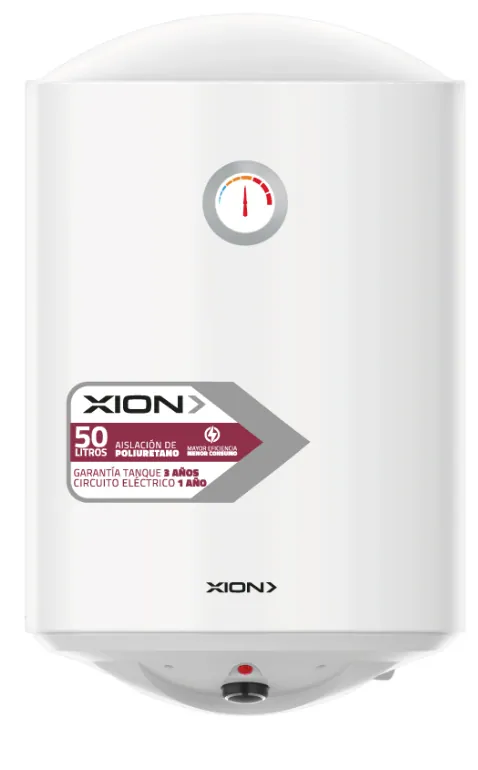 XION
50
LITROS
AISLACIÓN DE
POLIURETANO
MAYOR EFICIENCIA
MENOR CONSUMO
GARANTÍA TANQUE 3 AÑOS
CIRCUITO ELÉCTRICO 1 AÑO
XION